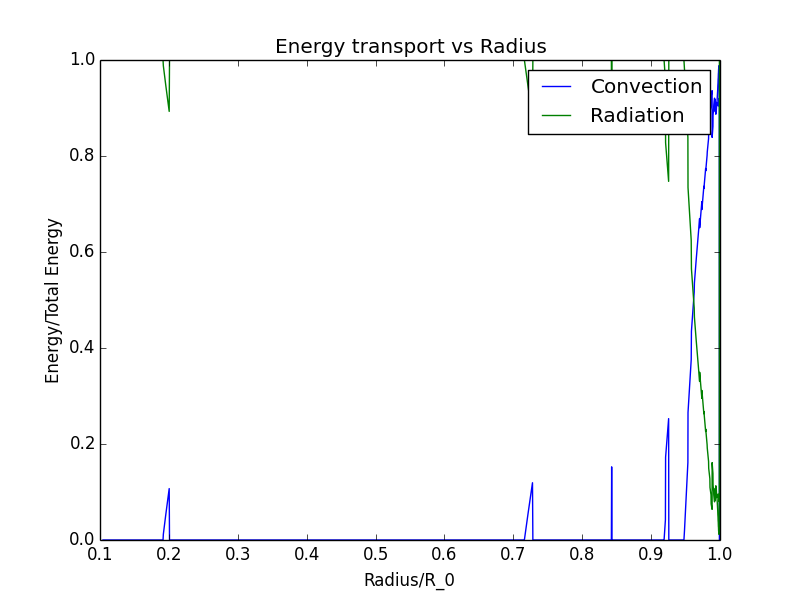 Energy transport vs Radius
Convection
Radiation
Energy/Total Energy
1.0
0.8
0.6
0.4
0.2
0.0
0.1 0.2 0.3 0.4 0.5 0.6 0.7 0.8 0.9 1.0
Radius/R_0